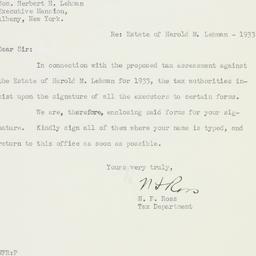 Hon. Herbert H. Lehman
Executive Mansion,
Albany, New York.
Re: Estate of Harold M. Lehman - 1933
Dear Sir:
In connection with the proposed tax assessment against
the Estate of Harold M. Lehman for 1933, the tax authorities in-
sist upon the signature of all the executors to certain forms.
We are, therefore, enclosing said forms for your sig-
nature. Kindly sign all of them where your name is typed, and
return to this office as soon as possible.
Very truly,
H F Ross
H. F. Ross
Tax Department
HFR:P